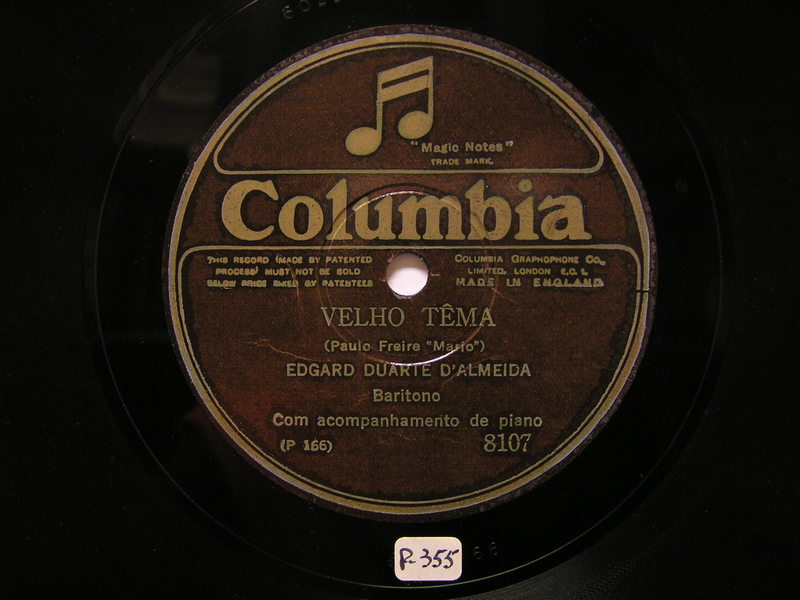 "Magic Notes"
TRADE MARK.
Columbia
THIS RECORD (MADE BY PATENTED
PROCESS) MUST NOT BE SOLD
BELOW PRICE FIXED BY PATENTEES
COLUMBIA GRAPHOPHONE CO.,
LIMITED. LONDON E.C. 1.
MADE IN ENGLAND
VELHO TÊMA
(Paulo Freire "Mario")
EDGARD DUARTE D'ALMEIDA
Baritono
Com acompanhamento de piano
(P 166)
8107
P-355